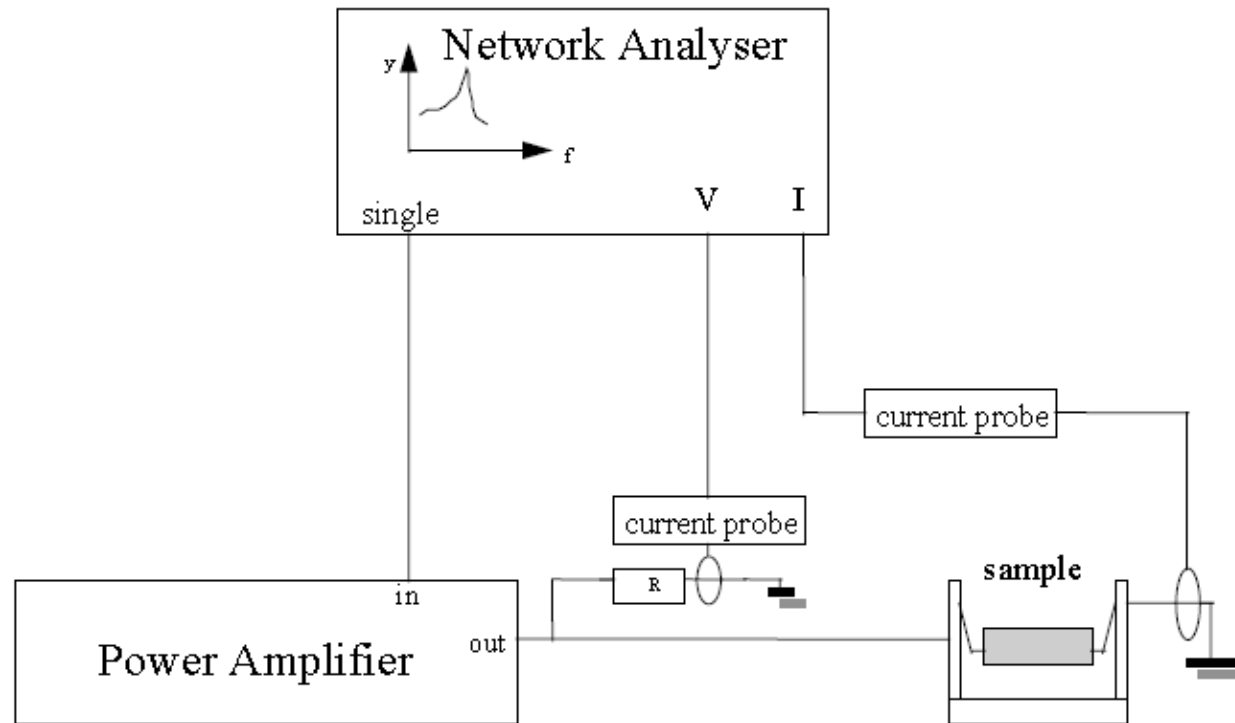 Network Analyser
y
f
single
V
I
current probe
current probe
R
sample
in
out
Power Amplifier